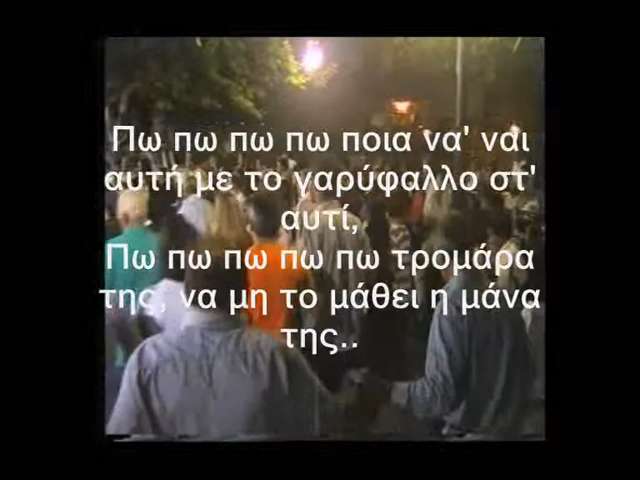 Πω πω πω πω ποια να' ναι
αυτή με το γαρύφαλλο στ'
αυτί,
Πω πω πω πω πω τρομάρα
της, να μη το μάθει η μάνα
της..